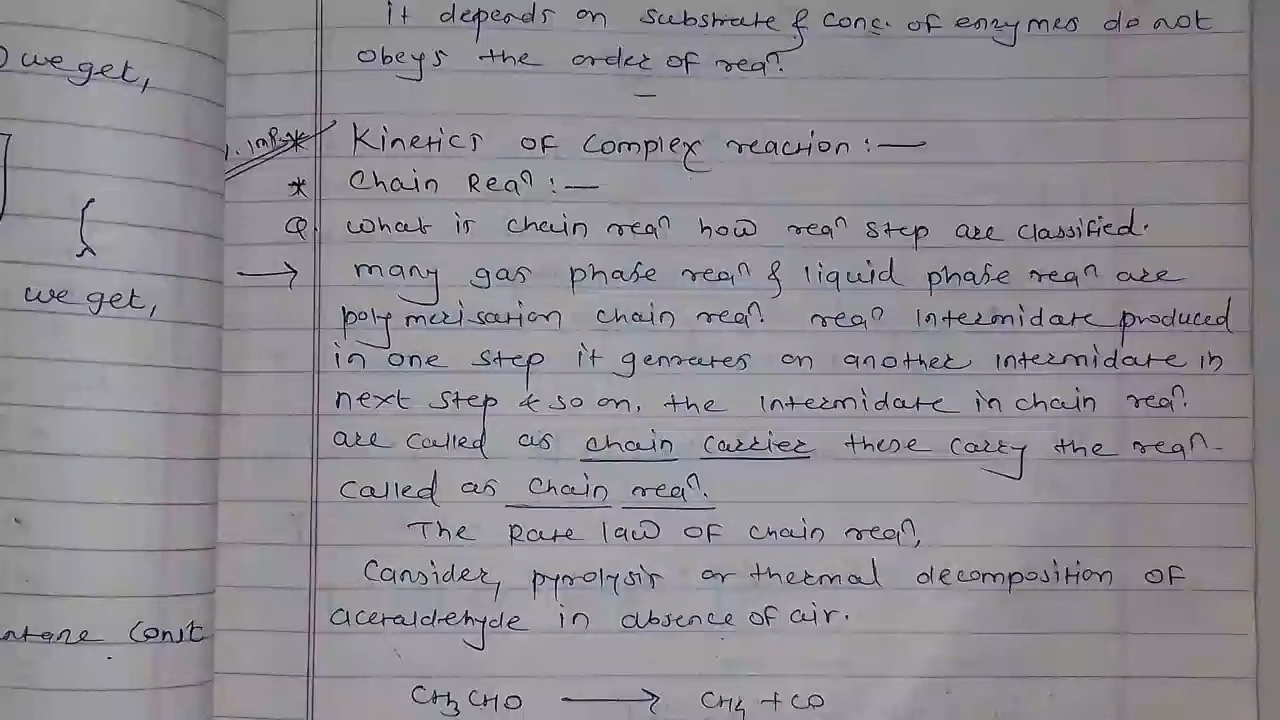 it depends on substrate & conc. of enzymes do not
obeys the order of reaⁿ.
Kinetics of complex reaction :—
* Chain Reaⁿ :—
Q what is chain reaⁿ how reaⁿ step are classified.
→ many gas phase reaⁿ & liquid phase reaⁿ are
polymerisation chain reaⁿ. reaⁿ intermidate produced
in one step it genrates on another intermidate in
next step & so on. the intermidate in chain reaⁿ.
are called as chain carrier these carry the reaⁿ
called as chain reaⁿ.
The Rate law of chain reaⁿ,
Consider, pyrolysis or thermal decomposition of
acetaldehyde in absence of air.
CH₃CHO → CH₄ + CO
we get,
we get,
Const